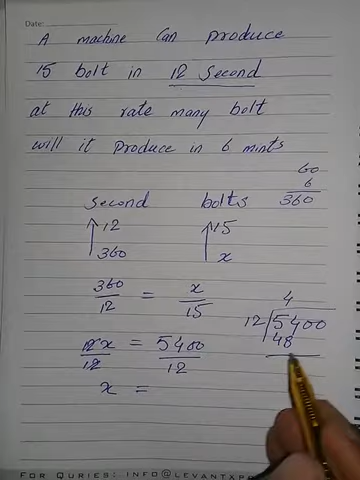 Date:
A machine Can produce
15 bolt in 12 Second
at this rate many bolt
will it Produce in 6 mints
60
6
360
second bolts
12 15
360 x
360/12 = x/15
12x/12 = 5400/12
4
12 5400
48
x =
FOR QURIES: INFO@LEVANTXP